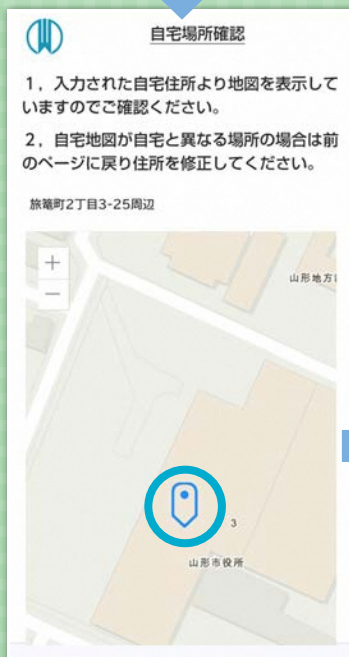 自宅場所確認
1，入力された自宅住所より地図を表示して
いますのでご確認ください。
2，自宅地図が自宅と異なる場所の場合は前
のページに戻り住所を修正してください。
旅篭町2丁目3-25周辺
+
−
山形地方
3
山形市役所